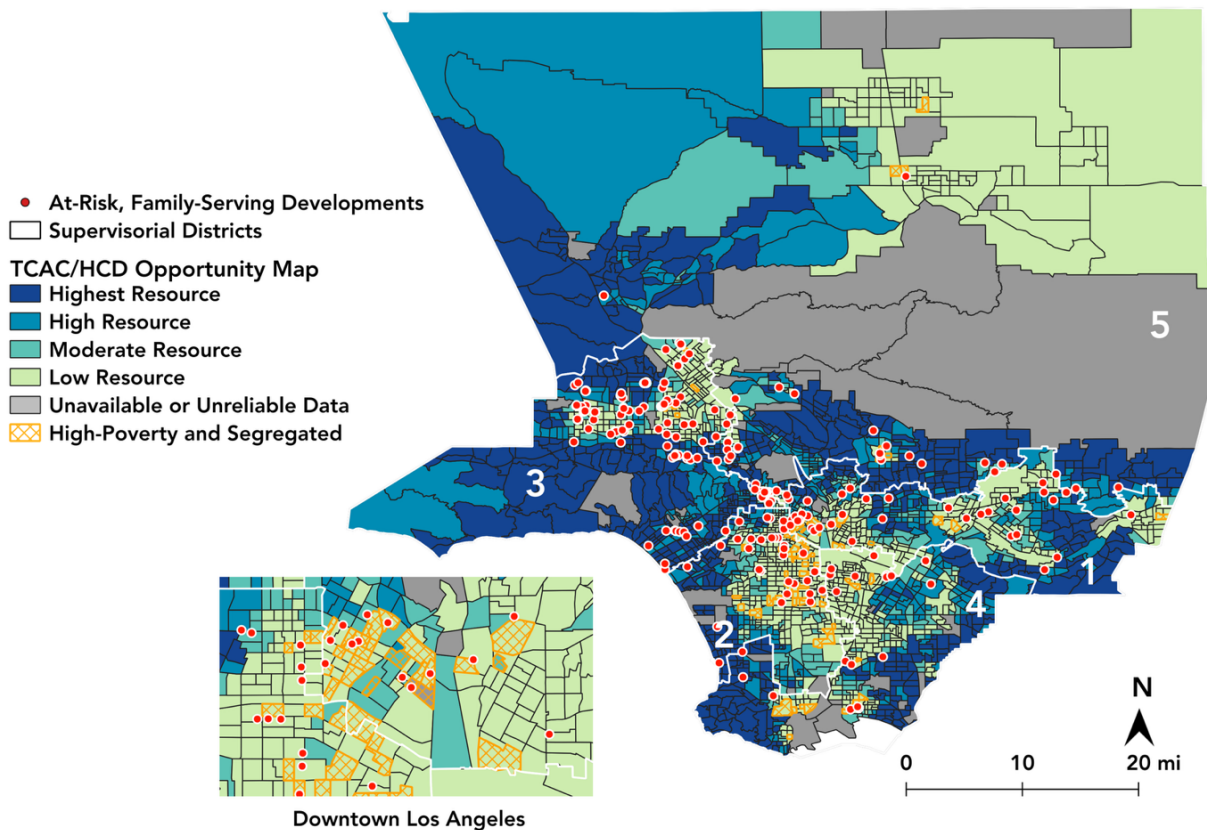 At-Risk, Family-Serving Developments
Supervisorial Districts
TCAC/HCD Opportunity Map
Highest Resource
High Resource
Moderate Resource
Low Resource
Unavailable or Unreliable Data
High-Poverty and Segregated
5
3
1
4
2
N
0 10 20 mi
Downtown Los Angeles